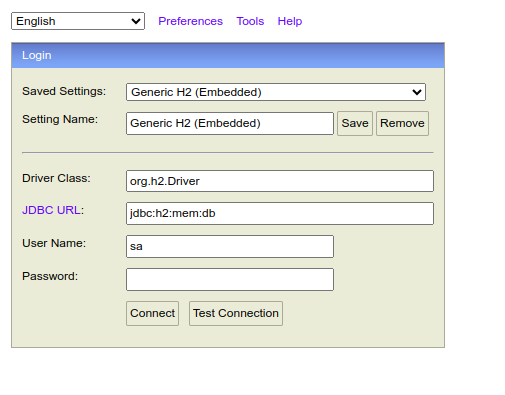 English Preferences Tools Help
Login
Saved Settings: Generic H2 (Embedded)
Setting Name: Generic H2 (Embedded) Save Remove
Driver Class: org.h2.Driver
JDBC URL: jdbc:h2:mem:db
User Name: sa
Password:
Connect Test Connection